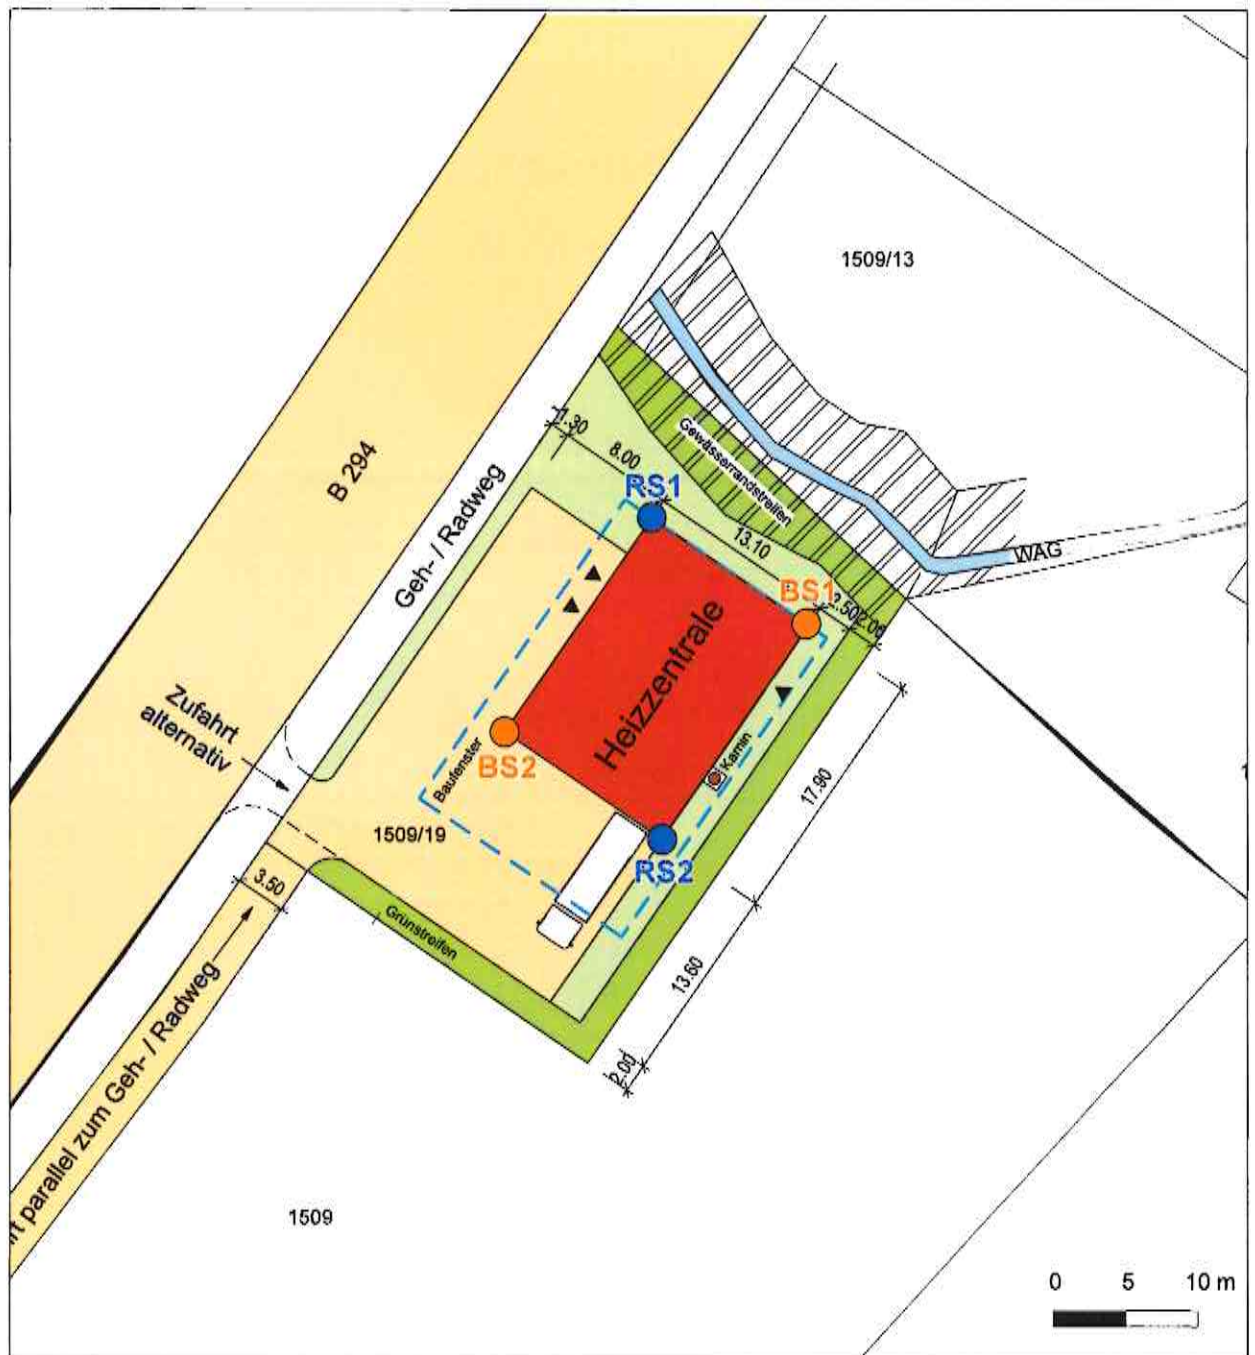 1509/13
B 294
Geh- / Radweg
1.30
8.00
RS1
Gewässerrandstreifen
13.10
WAG
BS1
2.50
2.00
Heizzentrale
Zufahrt
alternativ
BS2
Baufenster
Kamin
17.90
1509/19
RS2
3.50
Grünstreifen
13.60
2.00
rt parallel zum Geh- / Radweg
1509
0 5 10 m